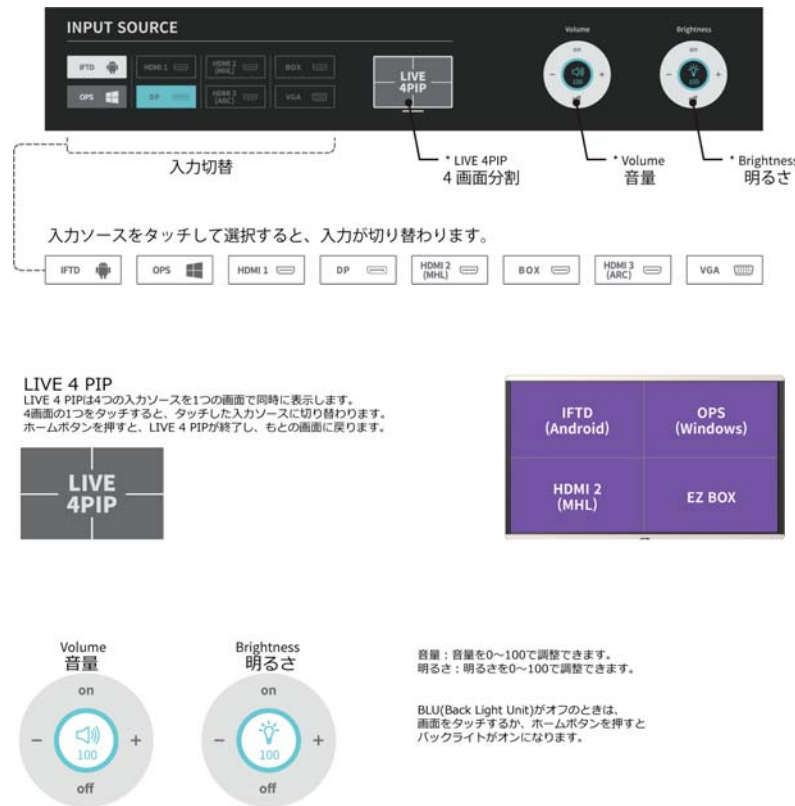 INPUT SOURCE
Volume
Brightness
IFTD
HDMI 1
HDMI 2
(MHL)
BOX
LIVE
4PIP
on
on
100
100
off
off
OPS
DP
HDMI 3
(ARC)
VGA
入力切替
* LIVE 4PIP
4 画面分割
* Volume
音量
* Brightness
明るさ
入力ソースをタッチして選択すると、入力が切り替わります。
IFTD
OPS
HDMI 1
DP
HDMI 2
(MHL)
BOX
HDMI 3
(ARC)
VGA
LIVE 4 PIP
LIVE 4 PIPは4つの入力ソースを1つの画面で同時に表示します。
4画面の1つをタッチすると、タッチした入力ソースに切り替わります。
ホームボタンを押すと、LIVE 4 PIPが終了し、もとの画面に戻ります。
LIVE
4PIP
IFTD
(Android)
OPS
(Windows)
HDMI 2
(MHL)
EZ BOX
Volume
音量
on
- 100 +
off
Brightness
明るさ
on
- 100 +
off
音量：音量を0～100で調整できます。
明るさ：明るさを0～100で調整できます。
BLU(Back Light Unit)がオフのときは、
画面をタッチするか、ホームボタンを押すと
バックライトがオンになります。